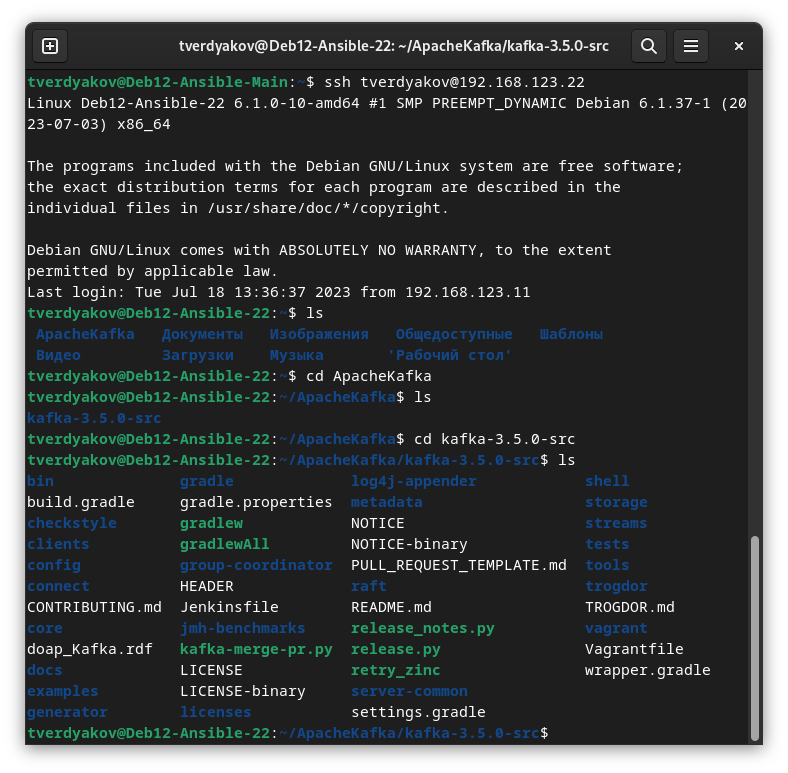 tverdyakov@Deb12-Ansible-22: ~/ApacheKafka/kafka-3.5.0-src
tverdyakov@Deb12-Ansible-Main:~$ ssh tverdyakov@192.168.123.22
Linux Deb12-Ansible-22 6.1.0-10-amd64 #1 SMP PREEMPT_DYNAMIC Debian 6.1.37-1 (20
23-07-03) x86_64
The programs included with the Debian GNU/Linux system are free software;
the exact distribution terms for each program are described in the
individual files in /usr/share/doc/*/copyright.
Debian GNU/Linux comes with ABSOLUTELY NO WARRANTY, to the extent
permitted by applicable law.
Last login: Tue Jul 18 13:36:37 2023 from 192.168.123.11
tverdyakov@Deb12-Ansible-22:~$ ls
ApacheKafka   Документы   Изображения   Общедоступные   Шаблоны
Видео         Загрузки    Музыка       'Рабочий стол'
tverdyakov@Deb12-Ansible-22:~$ cd ApacheKafka
tverdyakov@Deb12-Ansible-22:~/ApacheKafka$ ls
kafka-3.5.0-src
tverdyakov@Deb12-Ansible-22:~/ApacheKafka$ cd kafka-3.5.0-src
tverdyakov@Deb12-Ansible-22:~/ApacheKafka/kafka-3.5.0-src$ ls
bin              gradle             log4j-appender            shell
build.gradle     gradle.properties  metadata                  storage
checkstyle       gradlew            NOTICE                    streams
clients          gradlewAll         NOTICE-binary             tests
config           group-coordinator  PULL_REQUEST_TEMPLATE.md  tools
connect          HEADER             raft                      trogdor
CONTRIBUTING.md  Jenkinsfile        README.md                 TROGDOR.md
core             jmh-benchmarks     release_notes.py          vagrant
doap_Kafka.rdf   kafka-merge-pr.py  release.py                Vagrantfile
docs             LICENSE            retry_zinc                wrapper.gradle
examples         LICENSE-binary     server-common
generator        licenses           settings.gradle
tverdyakov@Deb12-Ansible-22:~/ApacheKafka/kafka-3.5.0-src$